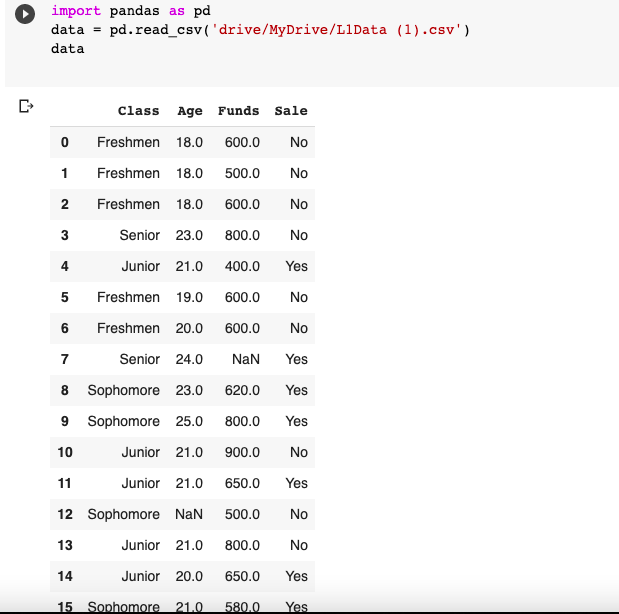 import pandas as pd
data = pd.read_csv('drive/MyDrive/L1Data (1).csv')
data
Class Age Funds Sale
0 Freshmen 18.0 600.0 No
1 Freshmen 18.0 500.0 No
2 Freshmen 18.0 600.0 No
3 Senior 23.0 800.0 No
4 Junior 21.0 400.0 Yes
5 Freshmen 19.0 600.0 No
6 Freshmen 20.0 600.0 No
7 Senior 24.0 NaN Yes
8 Sophomore 23.0 620.0 Yes
9 Sophomore 25.0 800.0 Yes
10 Junior 21.0 900.0 No
11 Junior 21.0 650.0 Yes
12 Sophomore NaN 500.0 No
13 Junior 21.0 800.0 No
14 Junior 20.0 650.0 Yes
15 Sophomore 21.0 580.0 Yes